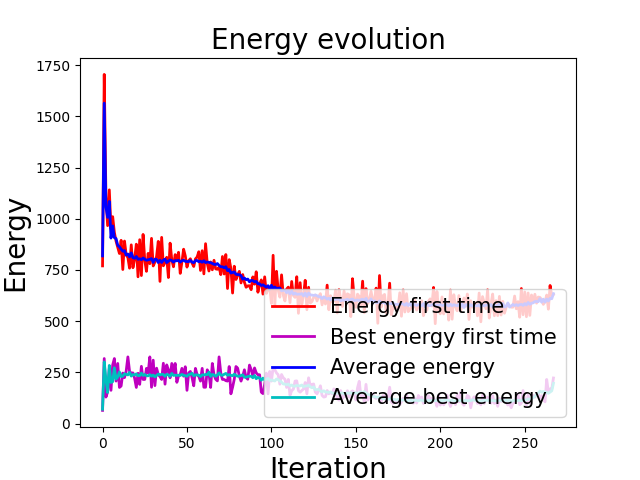 Energy evolution
Energy
1750
1500
1250
1000
750
500
250
0
Energy first time
Best energy first time
Average energy
Average best energy
0 50 100 150 200 250
Iteration